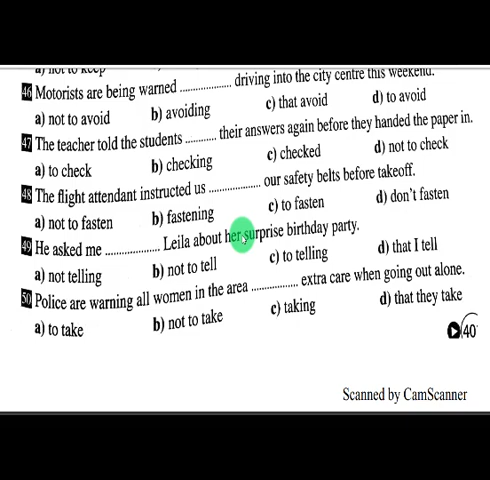 a) not to keep
46 Motorists are being warned .................... driving into the city centre this weekend.
a) not to avoid b) avoiding c) that avoid d) to avoid
47 The teacher told the students ............ their answers again before they handed the paper in.
a) to check b) checking c) checked d) not to check
48 The flight attendant instructed us .................... our safety belts before takeoff.
a) not to fasten b) fastening c) to fasten d) don't fasten
49 He asked me .................... Leila about her surprise birthday party.
a) not telling b) not to tell c) to telling d) that I tell
50 Police are warning all women in the area .................. extra care when going out alone.
a) to take b) not to take c) taking d) that they take
40
Scanned by CamScanner